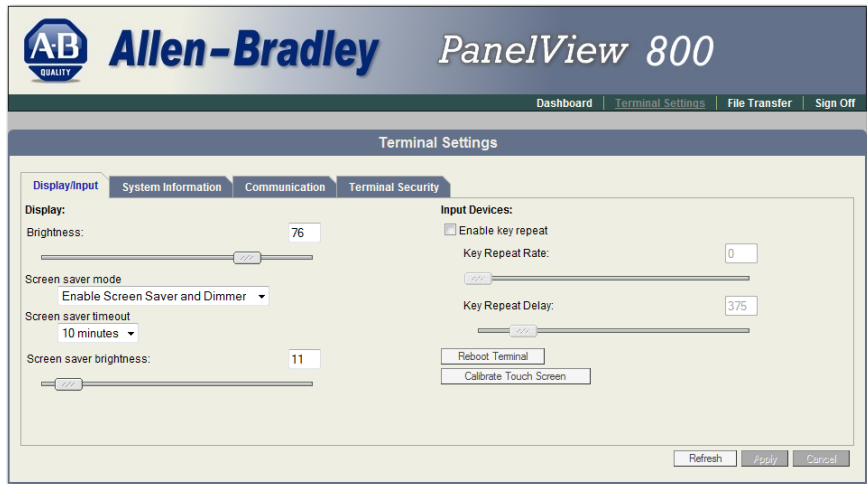 A·B
QUALITY
Allen-Bradley
PanelView 800
Dashboard | Terminal Settings | File Transfer | Sign Off
Terminal Settings
Display/Input
System Information
Communication
Terminal Security
Display:
Brightness: 76
Screen saver mode
Enable Screen Saver and Dimmer
Screen saver timeout
10 minutes
Screen saver brightness: 11
Input Devices:
Enable key repeat
Key Repeat Rate: 0
Key Repeat Delay: 375
Reboot Terminal
Calibrate Touch Screen
Refresh
Apply
Cancel